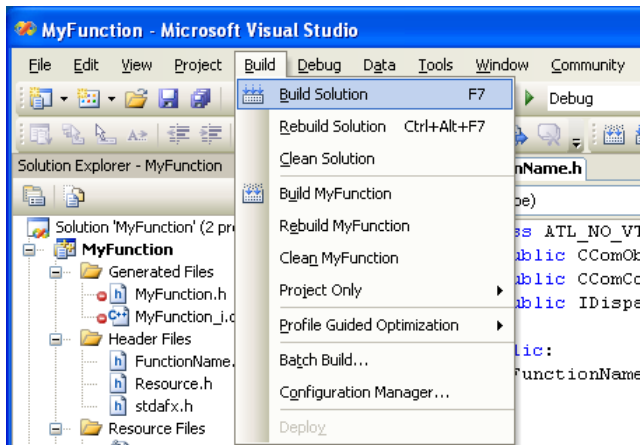 MyFunction - Microsoft Visual Studio
File Edit View Project Build Debug Data Tools Window Community
Build Solution F7
Debug
Rebuild Solution Ctrl+Alt+F7
Clean Solution
Solution Explorer - MyFunction
Build MyFunction
Rebuild MyFunction
Clean MyFunction
Project Only
Profile Guided Optimization
Batch Build...
Configuration Manager...
Deploy
Solution 'MyFunction' (2
MyFunction
Generated Files
MyFunction.h
MyFunction_i.c
Header Files
FunctionName.
Resource.h
stdafx.h
Resource Files
nName.h
pe)
ss ATL_NO_VT
ublic CComOb
ublic CComCo
ublic IDispa
lic:
FunctionName